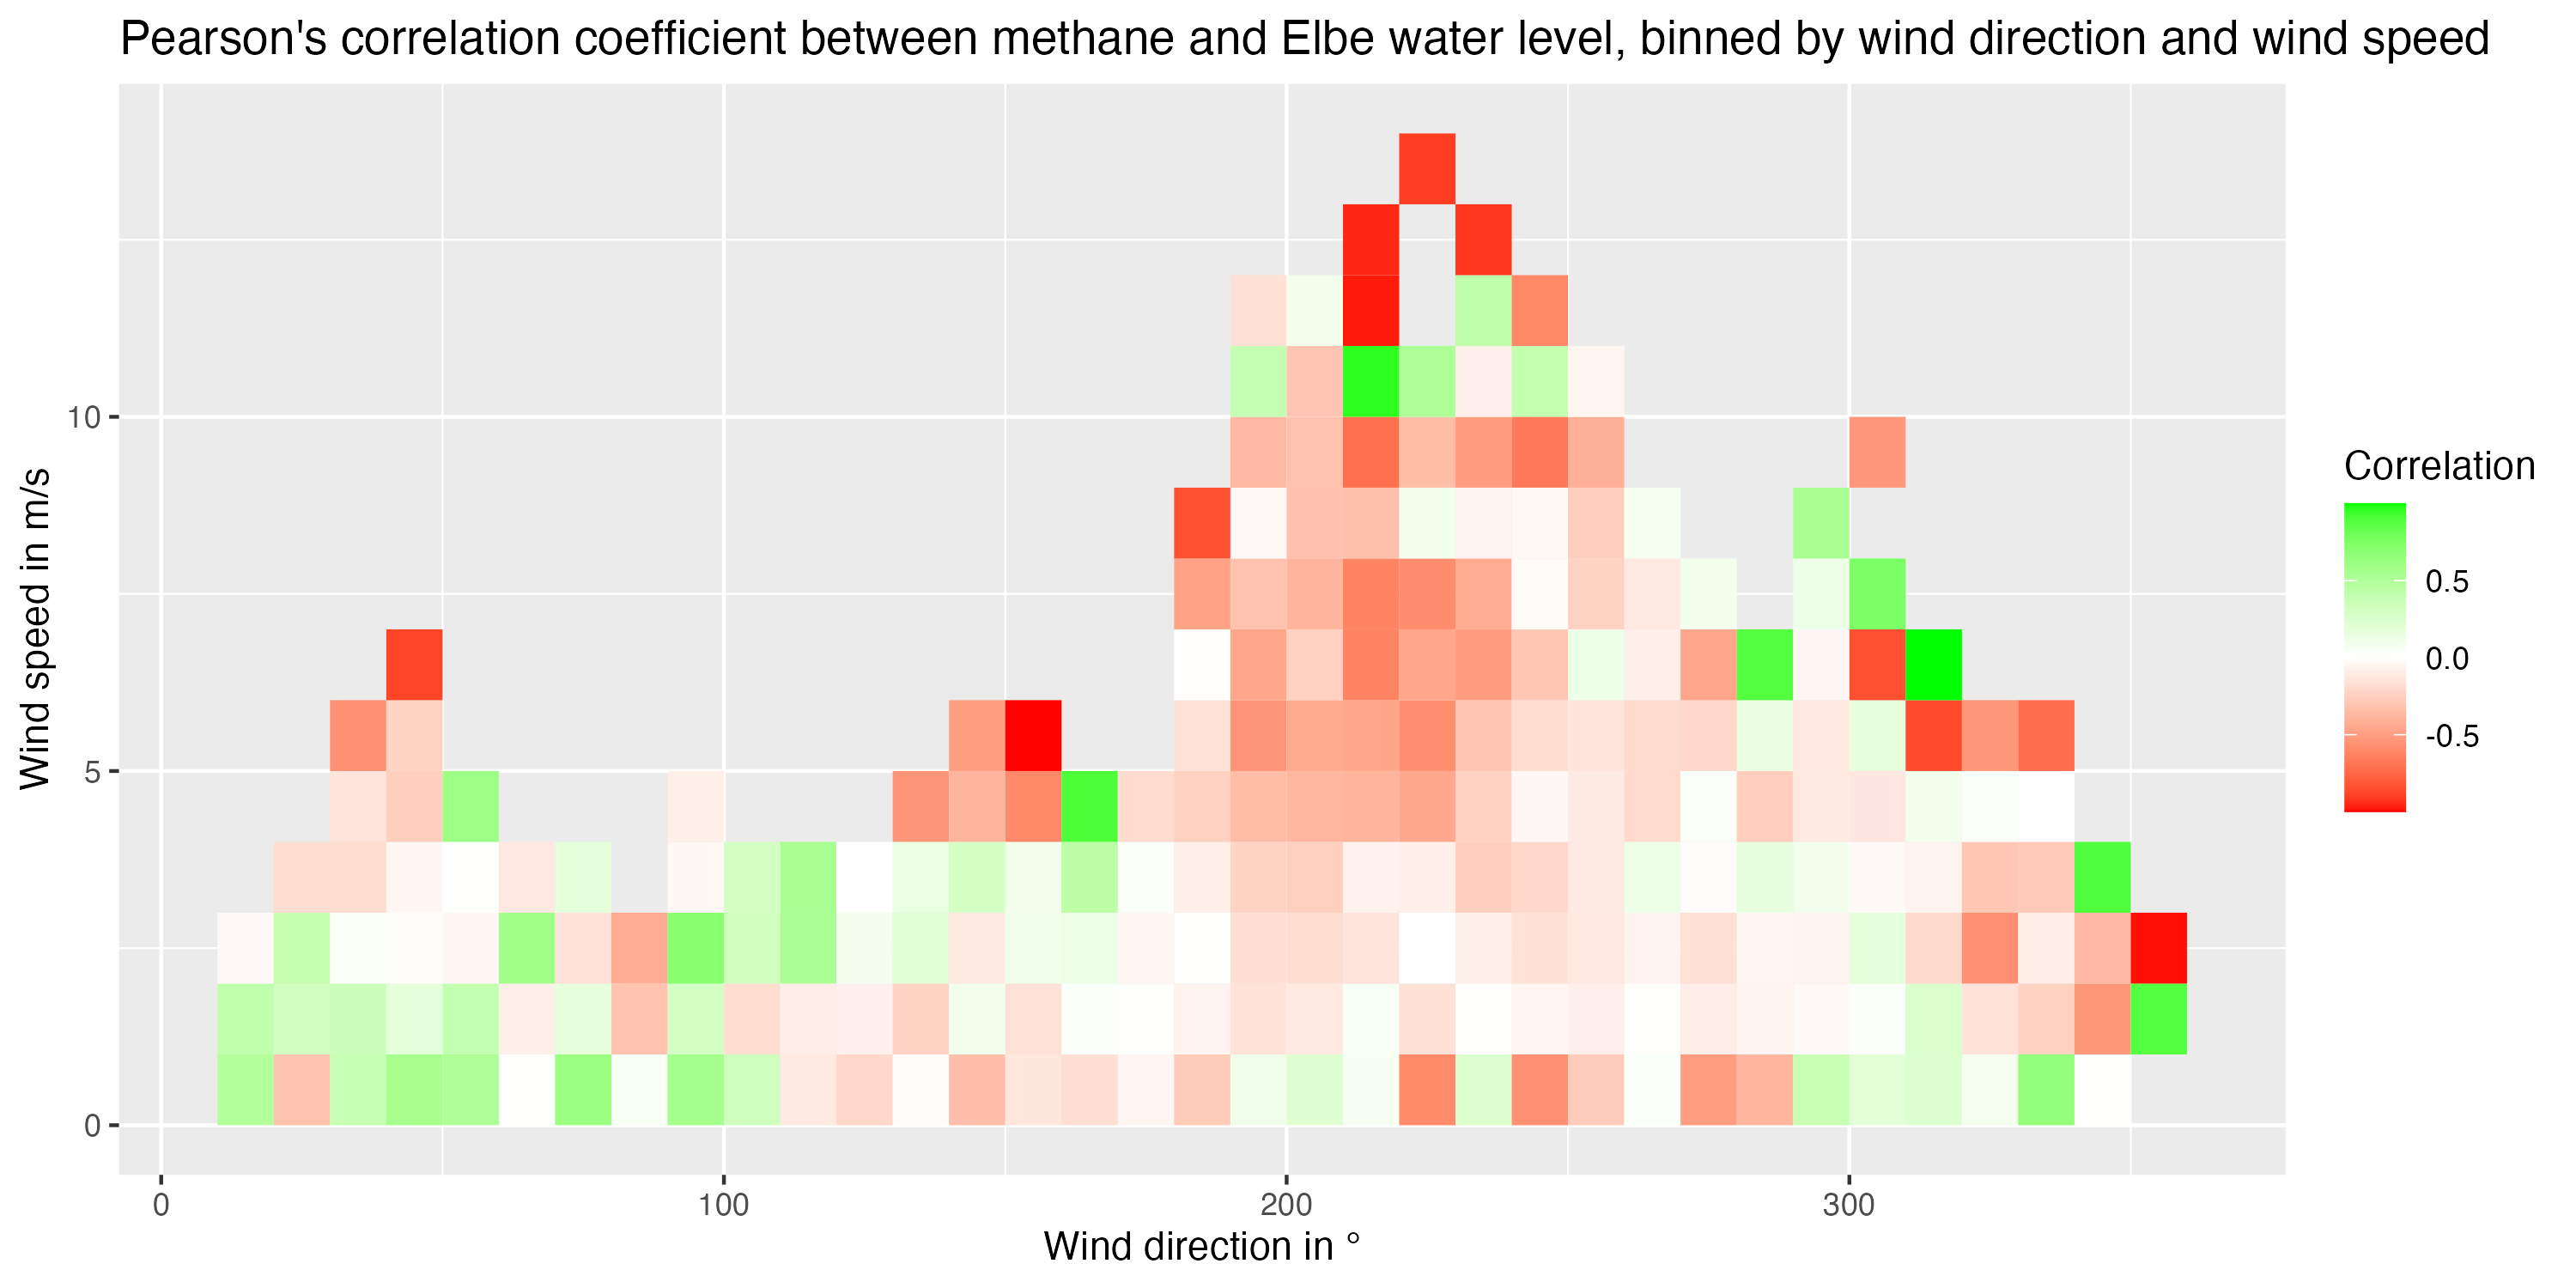 Pearson's correlation coefficient between methane and Elbe water level, binned by wind direction and wind speed
Wind speed in m/s
10
5
0
0
100
200
300
Wind direction in °
Correlation
0.5
0.0
-0.5